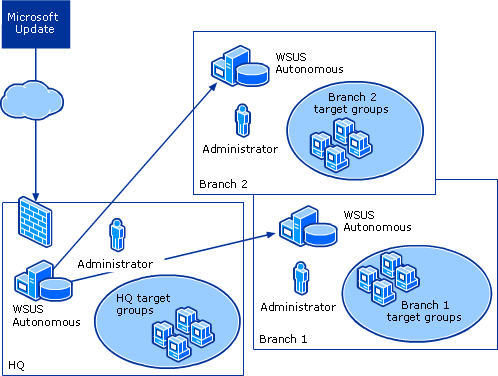 Microsoft
Update
WSUS
Autonomous
Administrator
Branch 2
target groups
Branch 2
WSUS
Autonomous
Administrator
Branch 1
target groups
Branch 1
Administrator
WSUS
Autonomous
HQ target
groups
HQ